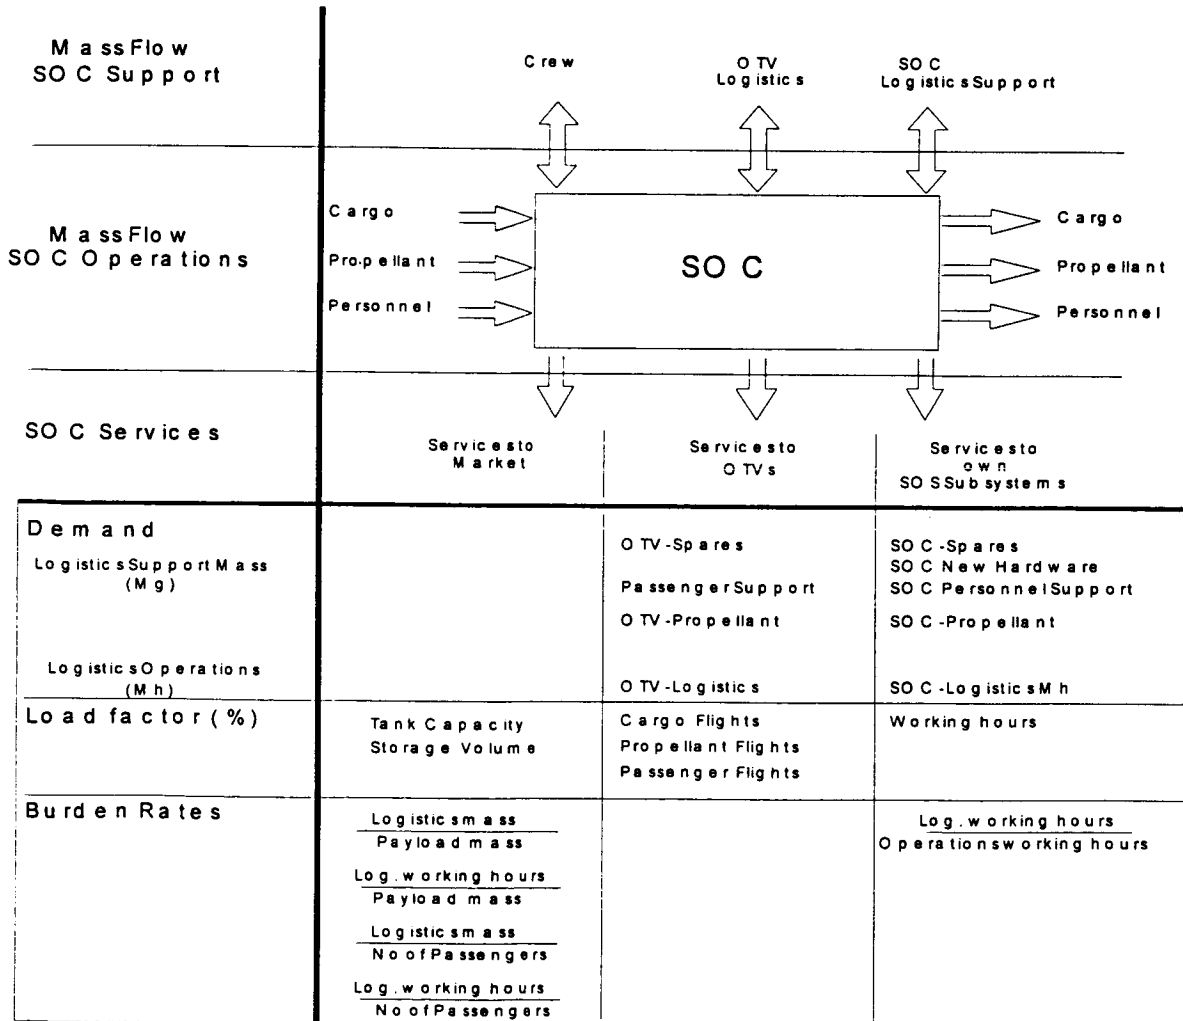 Mass Flow
SOC Support
Crew
OTV
Logistics
SOC
Logistics Support
Mass Flow
SOC Operations
Cargo
Propellant
Personnel
SOC
Cargo
Propellant
Personnel
SOC Services
Services to
Market
Services to
OTVs
Services to
own
SOS Subsystems
Demand
Logistics Support Mass
(Mg)
OTV-Spares
Passenger Support
OTV-Propellant
SOC-Spares
SOC New Hardware
SOC Personnel Support
SOC-Propellant
Logistics Operations
(Mh)
OTV-Logistics
SOC-Logistics Mh
Load factor (%)
Tank Capacity
Storage Volume
Cargo Flights
Propellant Flights
Passenger Flights
Working hours
Burden Rates
Logistics mass
Payload mass
Log. working hours
Payload mass
Logistics mass
No of Passengers
Log. working hours
No of Passengers
Log. working hours
Operations working hours